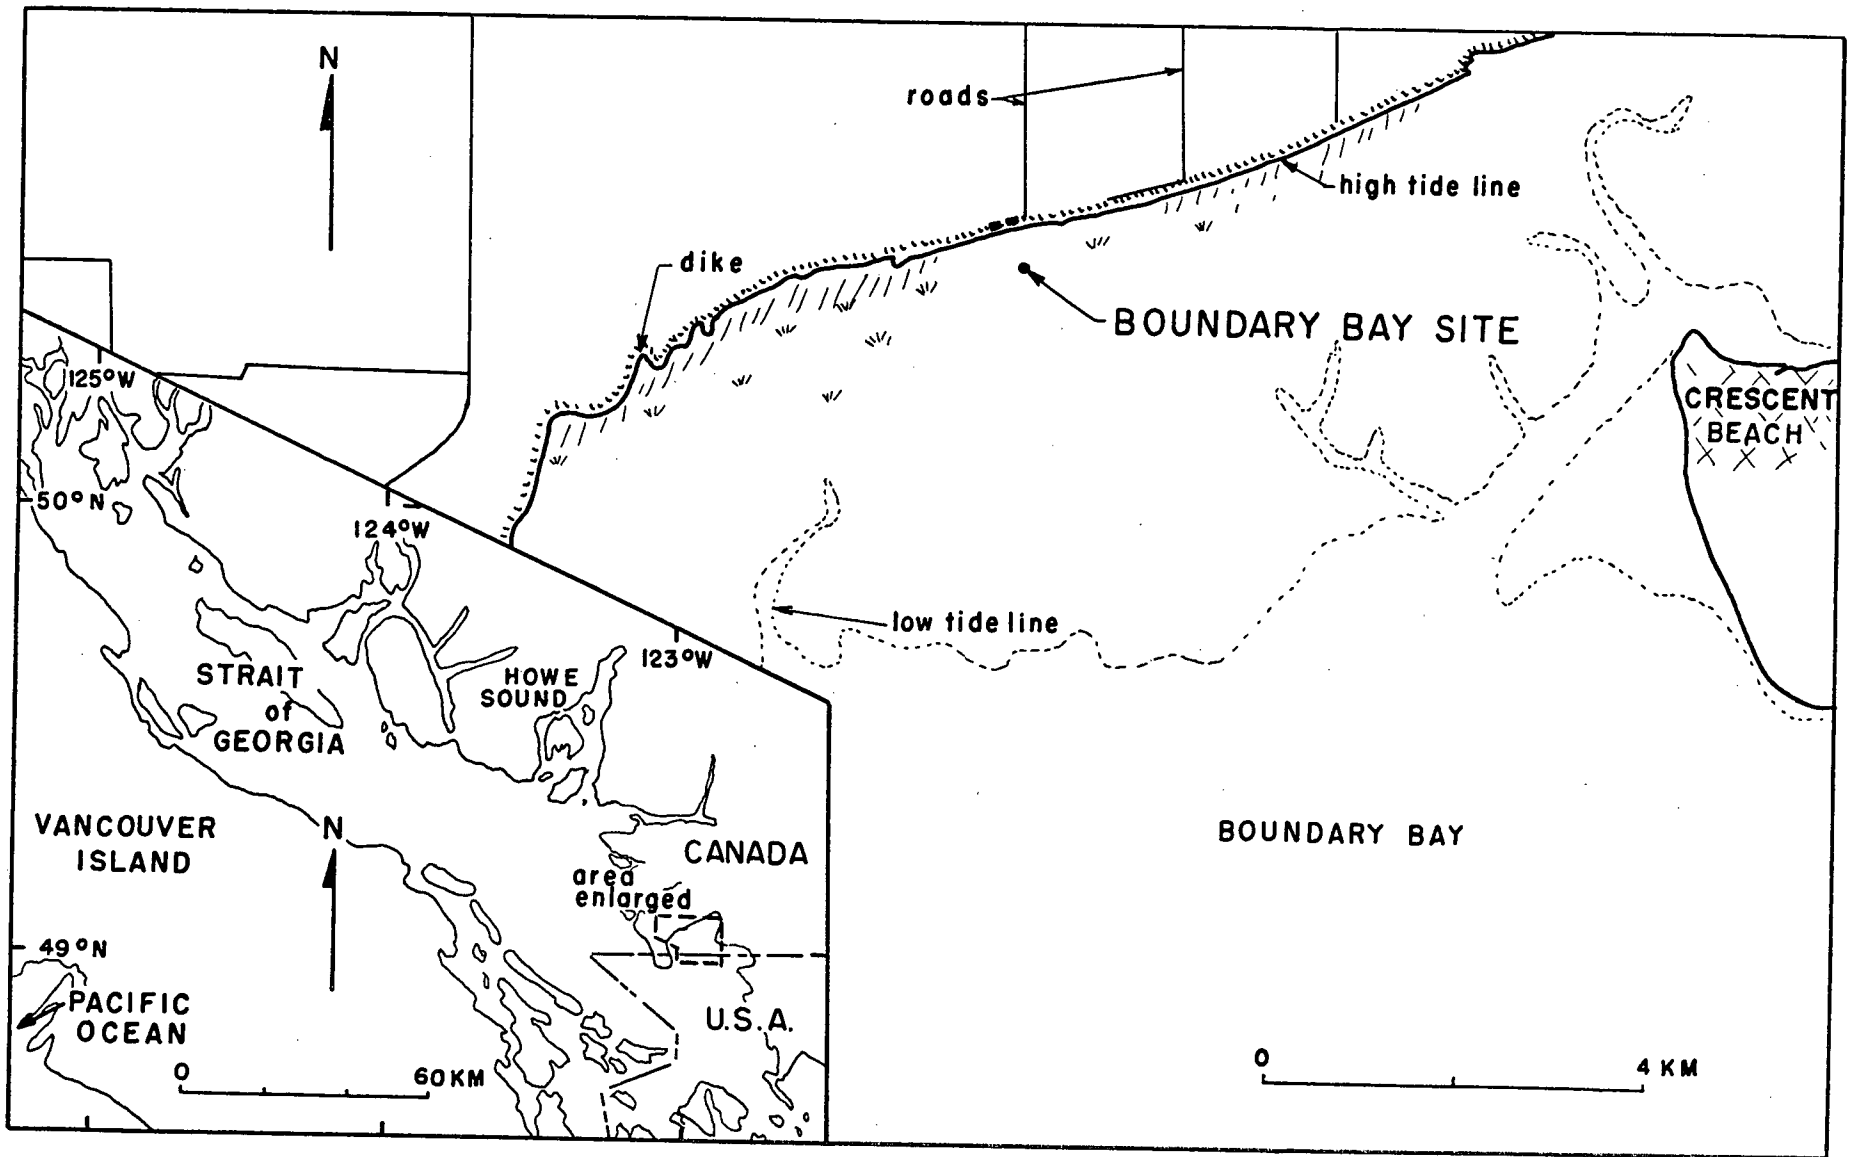 N
roads
high tide line
dike
BOUNDARY BAY SITE
125°W
CRESCENT
BEACH
50°N
124°W
low tide line
123°W
HOWE
SOUND
STRAIT
of
GEORGIA
VANCOUVER
ISLAND
N
CANADA
BOUNDARY BAY
area
enlarged
49°N
PACIFIC
OCEAN
U.S.A.
0 60 KM
0 4 KM